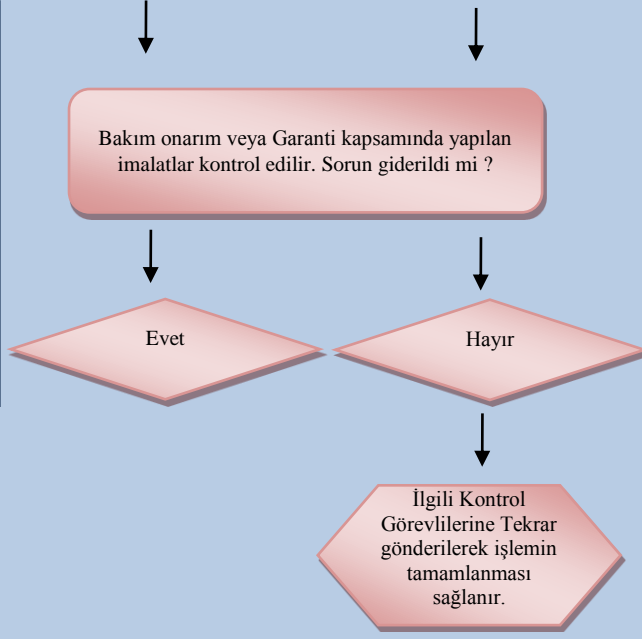 Bakım onarım veya Garanti kapsamında yapılan
imalatlar kontrol edilir. Sorun giderildi mi ?
Evet
Hayır
İlgili Kontrol
Görevlilerine Tekrar
gönderilerek işlemin
tamamlanması
sağlanır.